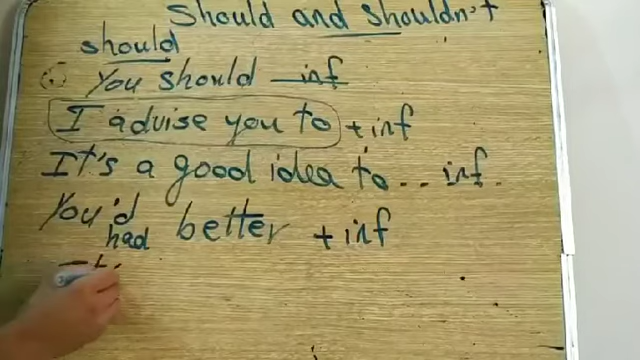 Should and shouldn't
should
You should inf
I advise you to + inf
It's a good idea to... inf.
You'd better + inf
had